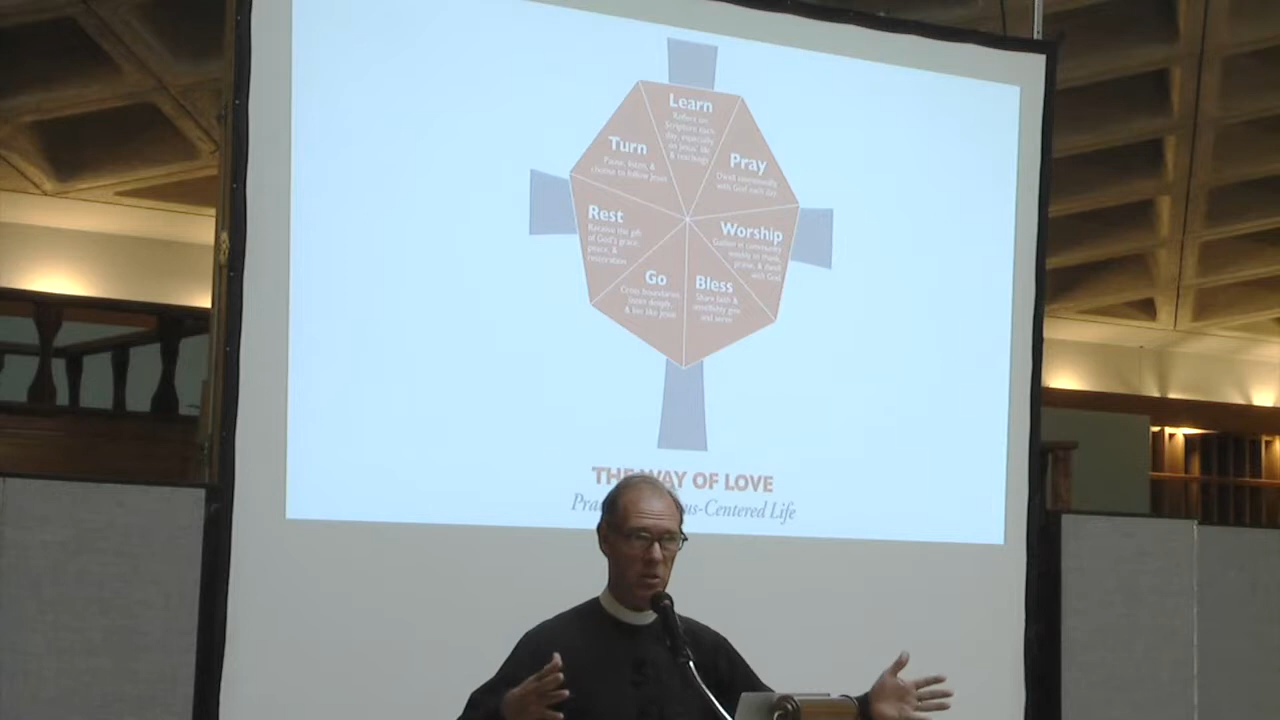 Learn
Reflect on
Scripture each
day, especially
on Jesus' life
& teachings
Turn
Pause, listen, &
choose to follow Jesus
Pray
Dwell intentionally
with God each day
Rest
Receive the gift
of God's grace,
peace, &
restoration
Worship
Gather in community
weekly to thank,
praise, & dwell
with God
Go
Cross boundaries,
listen deeply,
& live like Jesus
Bless
Share faith &
unselfishly give
and serve
THE WAY OF LOVE
-Centered Life